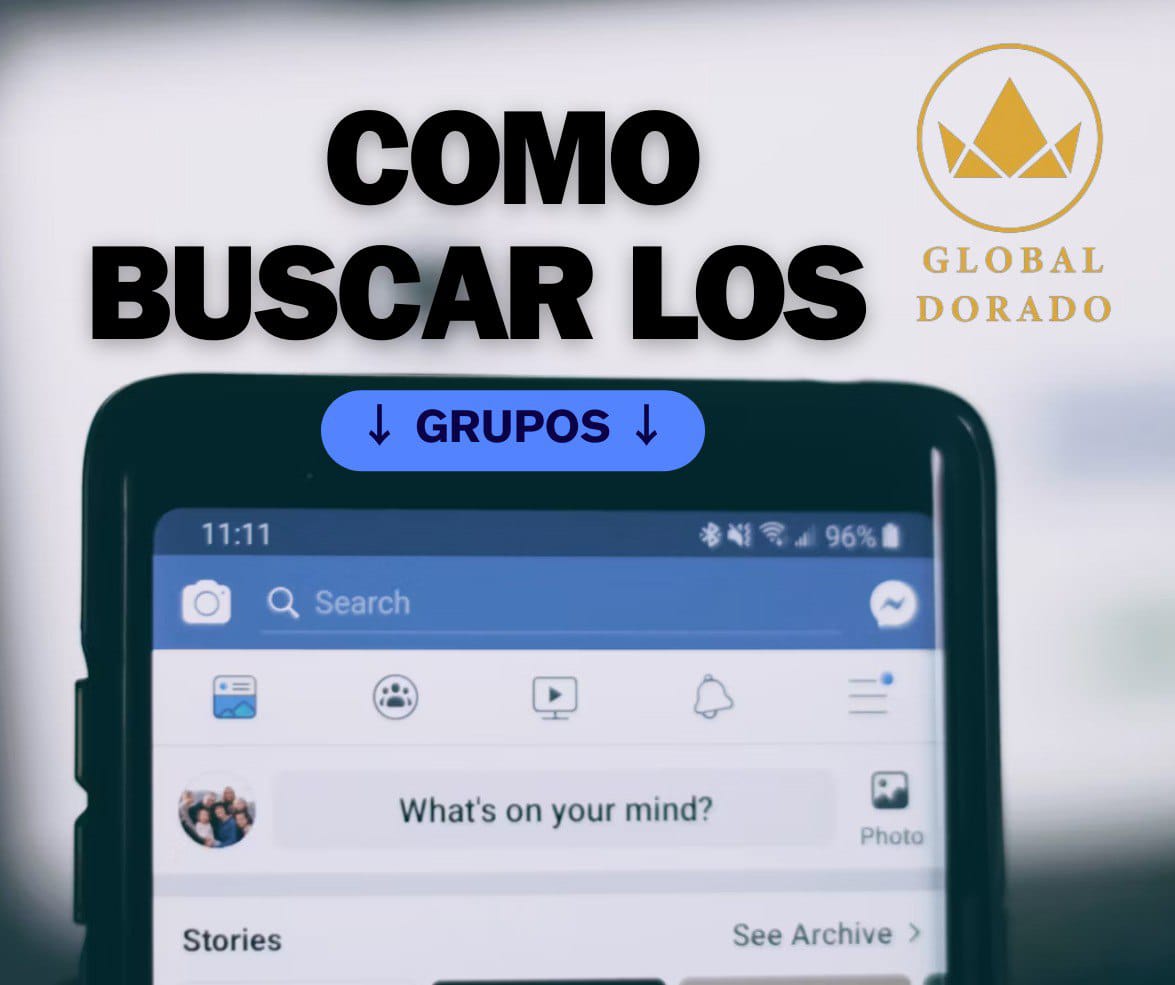 COMO
BUSCAR LOS
GLOBAL
DORADO
↓ GRUPOS ↓
11:11
96%
Search
What's on your mind?
Photo
Stories
See Archive >